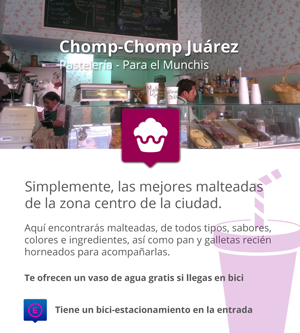 Chomp-Chomp Juárez
Pastelería - Para el Munchis
Simplemente, las mejores malteadas
de la zona centro de la ciudad.
Aquí encontrarás malteadas, de todos tipos, sabores,
colores e ingredientes, así como pan y galletas recién
horneados para acompañarlas.
Te ofrecen un vaso de agua gratis si llegas en bici
Tiene un bici-estacionamiento en la entrada